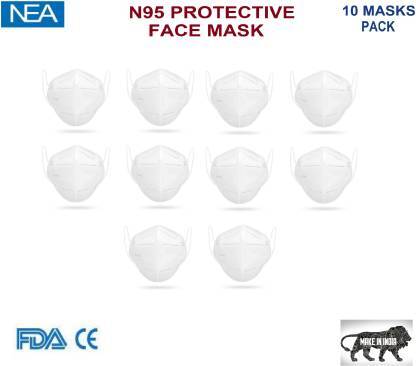 NEA
N95 PROTECTIVE
FACE MASK
10 MASKS
PACK
FDA CE
MAKE IN INDIA